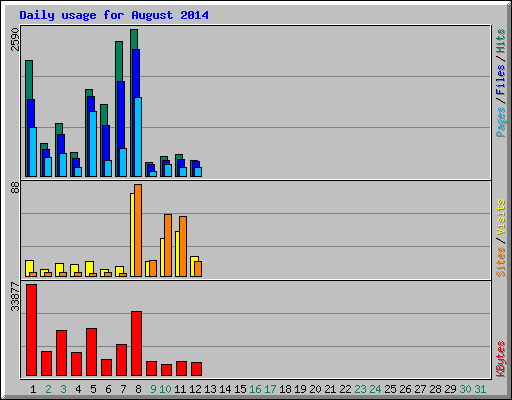 Daily usage for August 2014
2590
Pages / Files / Hits
88
Sites / Visits
33877
KBytes
1 2 3 4 5 6 7 8 9 10 11 12 13 14 15 16 17 18 19 20 21 22 23 24 25 26 27 28 29 30 31